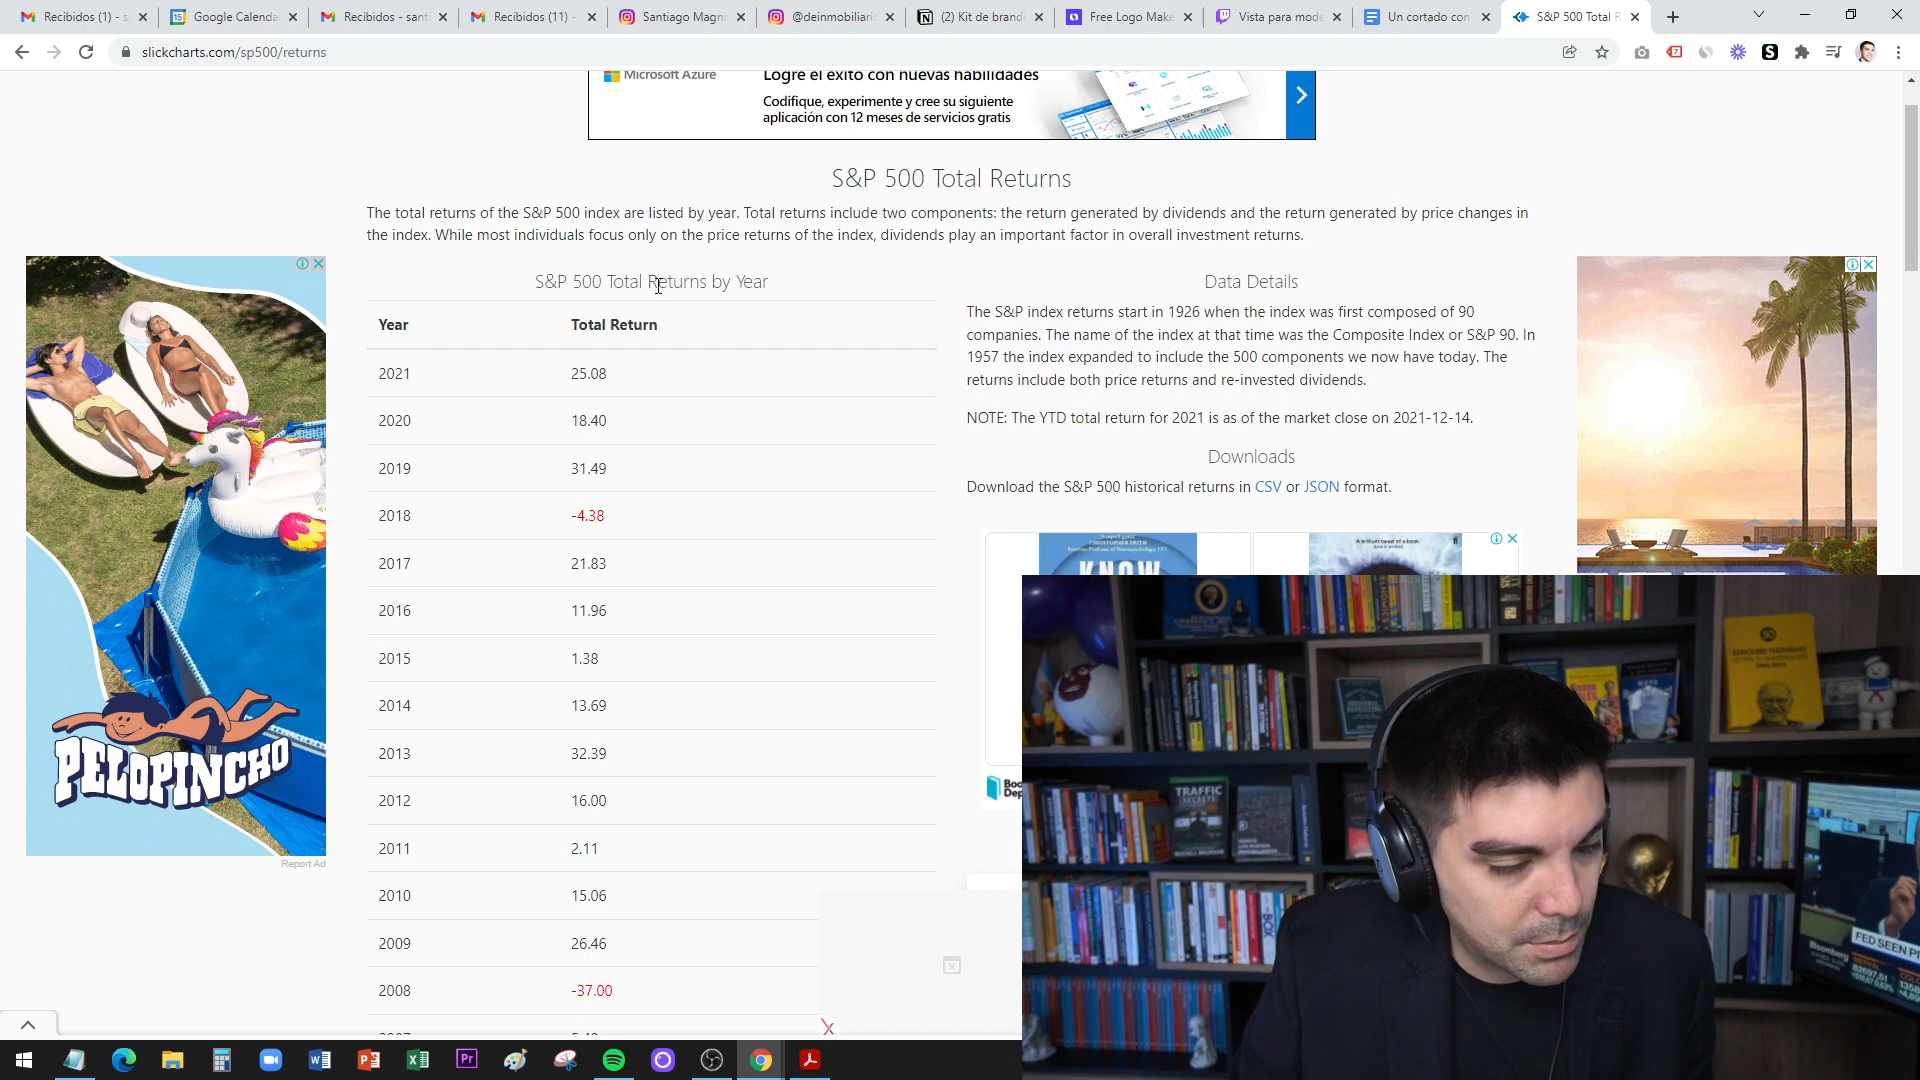 Recibidos (1) - s
Google Calenda
Recibidos - sant
Recibidos (11) -
Santiago Magni
@deinmobiliari
(2) Kit de brandi
Free Logo Make
Vista para mode
Un cortado con
S&P 500 Total R
slickcharts.com/sp500/returns
Microsoft Azure
Logre el éxito con nuevas habilidades
Codifique, experimente y cree su siguiente
aplicación con 12 meses de servicios gratis
S&P 500 Total Returns
The total returns of the S&P 500 index are listed by year. Total returns include two components: the return generated by dividends and the return generated by price changes in
the index. While most individuals focus only on the price returns of the index, dividends play an important factor in overall investment returns.
S&P 500 Total Returns by Year
Year Total Return
2021 25.08
2020 18.40
2019 31.49
2018 -4.38
2017 21.83
2016 11.96
2015 1.38
2014 13.69
2013 32.39
2012 16.00
2011 2.11
2010 15.06
2009 26.46
2008 -37.00
Data Details
The S&P index returns start in 1926 when the index was first composed of 90
companies. The name of the index at that time was the Composite Index or S&P 90. In
1957 the index expanded to include the 500 components we now have today. The
returns include both price returns and re-invested dividends.
NOTE: The YTD total return for 2021 is as of the market close on 2021-12-14.
Downloads
Download the S&P 500 historical returns in CSV or JSON format.
KNOW
'A brilliant beast of a book'
PELOPINCHO
Report Ad
TRAFFIC
SECRETS
BERKSHIRE HATHAWAY
BOX
Bloomberg
FED SEEN P